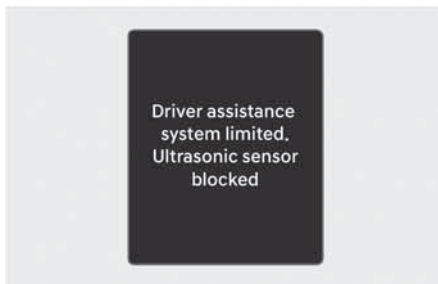 Driver assistance
system limited.
Ultrasonic sensor
blocked